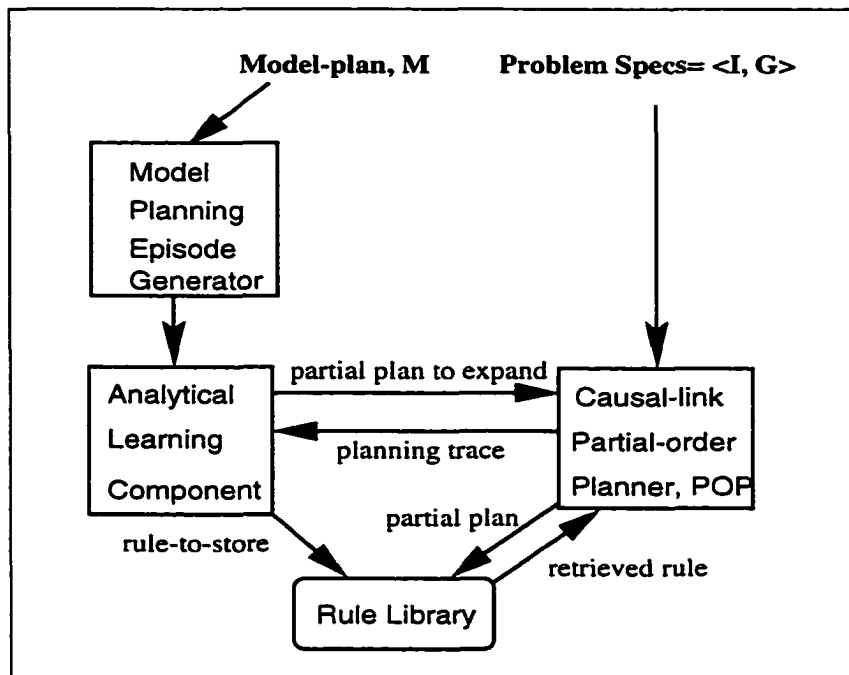 Model-plan, M
Problem Specs= <I, G>
Model
Planning
Episode
Generator
partial plan to expand
Analytical
Learning
Component
Causal-link
Partial-order
Planner, POP
planning trace
partial plan
rule-to-store
retrieved rule
Rule Library